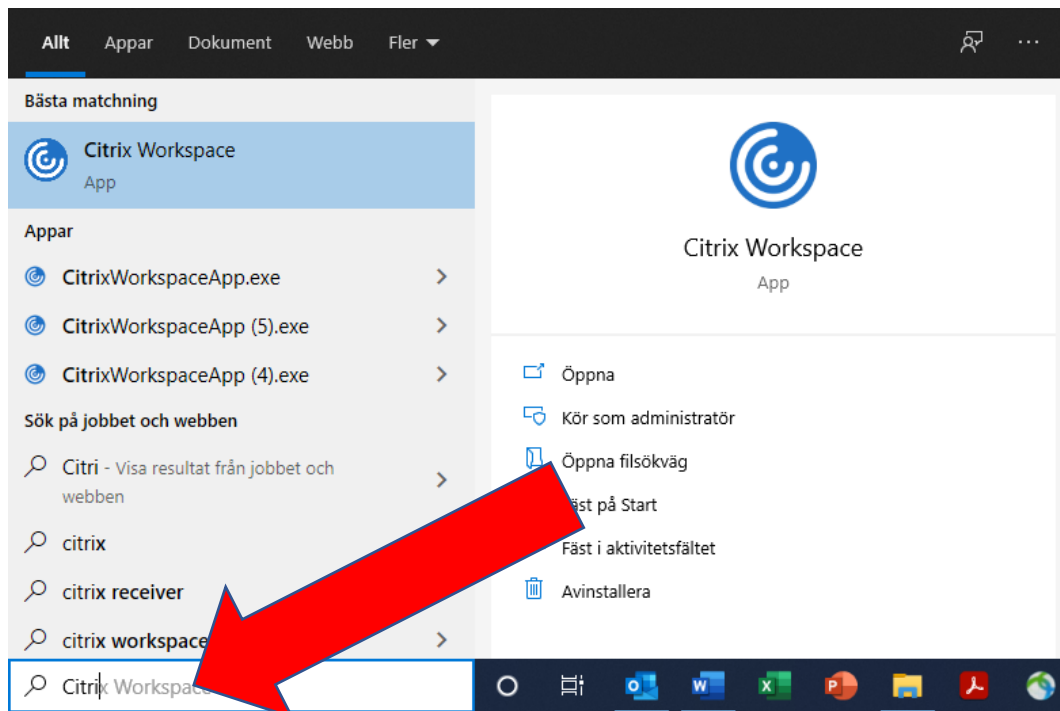 Allt Appar Dokument Webb Fler
Bästa matchning
Citrix Workspace
App
Appar
CitrixWorkspaceApp.exe
CitrixWorkspaceApp (5).exe
CitrixWorkspaceApp (4).exe
Sök på jobbet och webben
Citri - Visa resultat från jobbet och
webben
citrix
citrix receiver
citrix workspace
Citrix
Citrix Workspace
App
Öppna
Kör som administratör
Öppna filsökväg
på Start
Fäst i aktivitetsfältet
Avinstallera